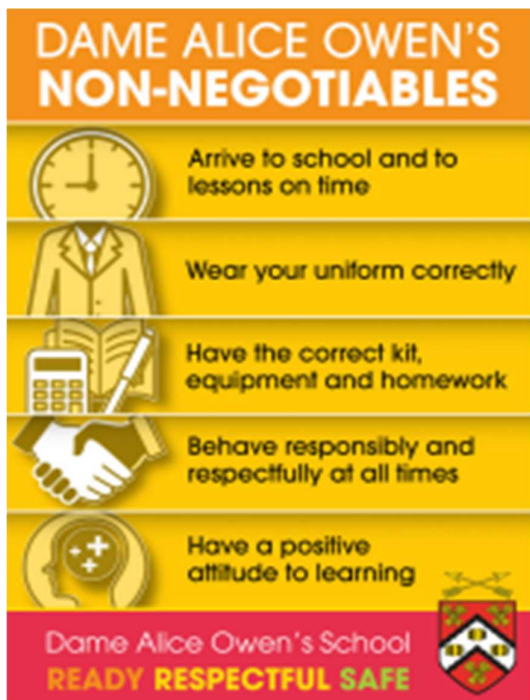 DAME ALICE OWEN'S
NON-NEGOTIABLES
Arrive to school and to
lessons on time
Wear your uniform correctly
Have the correct kit,
equipment and homework
Behave responsibly and
respectfully at all times
Have a positive
attitude to learning
Dame Alice Owen's School
READY RESPECTFUL SAFE